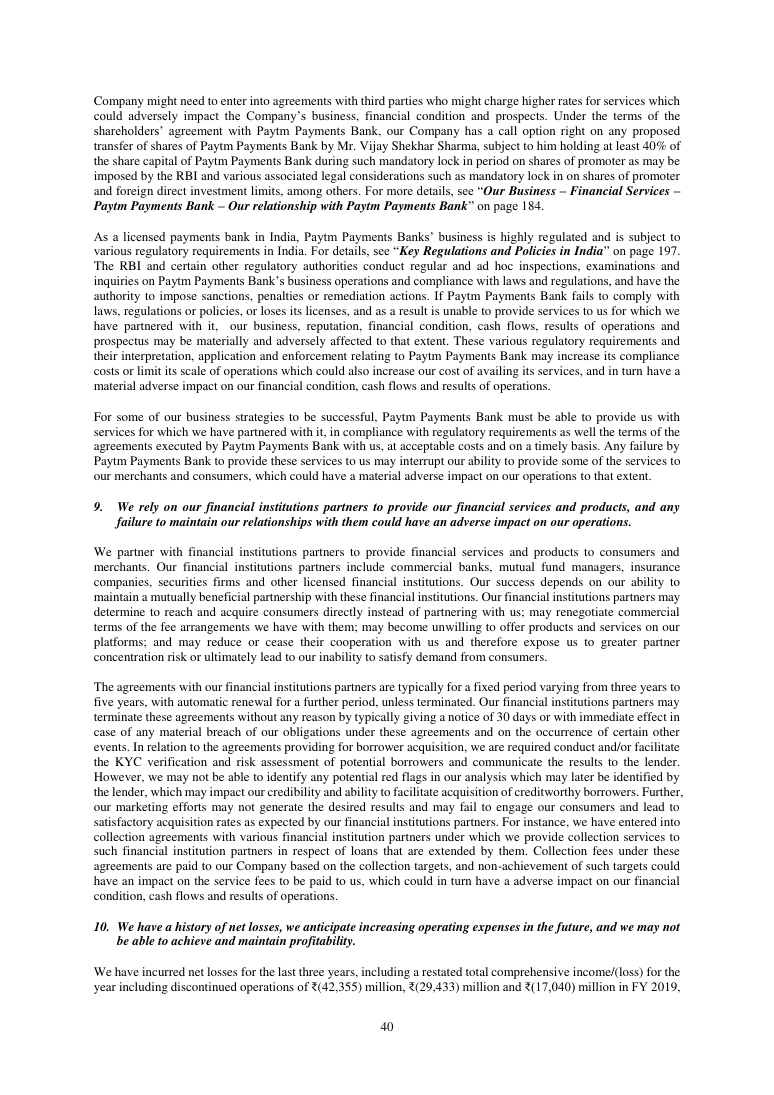 Company might need to enter into agreements with third parties who might charge higher rates for services which
could adversely impact the Company's business, financial condition and prospects. Under the terms of the
shareholders' agreement with Paytm Payments Bank, our Company has a call option right on any proposed
transfer of shares of Paytm Payments Bank by Mr. Vijay Shekhar Sharma, subject to him holding at least 40% of
the share capital of Paytm Payments Bank during such mandatory lock in period on shares of promoter as may be
imposed by the RBI and various associated legal considerations such as mandatory lock in on shares of promoter
and foreign direct investment limits, among others. For more details, see “Our Business – Financial Services –
Paytm Payments Bank – Our relationship with Paytm Payments Bank” on page 184.
As a licensed payments bank in India, Paytm Payments Banks' business is highly regulated and is subject to
various regulatory requirements in India. For details, see “Key Regulations and Policies in India” on page 197.
The RBI and certain other regulatory authorities conduct regular and ad hoc inspections, examinations and
inquiries on Paytm Payments Bank's business operations and compliance with laws and regulations, and have the
authority to impose sanctions, penalties or remediation actions. If Paytm Payments Bank fails to comply with
laws, regulations or policies, or loses its licenses, and as a result is unable to provide services to us for which we
have partnered with it, our business, reputation, financial condition, cash flows, results of operations and
prospectus may be materially and adversely affected to that extent. These various regulatory requirements and
their interpretation, application and enforcement relating to Paytm Payments Bank may increase its compliance
costs or limit its scale of operations which could also increase our cost of availing its services, and in turn have a
material adverse impact on our financial condition, cash flows and results of operations.
For some of our business strategies to be successful, Paytm Payments Bank must be able to provide us with
services for which we have partnered with it, in compliance with regulatory requirements as well the terms of the
agreements executed by Paytm Payments Bank with us, at acceptable costs and on a timely basis. Any failure by
Paytm Payments Bank to provide these services to us may interrupt our ability to provide some of the services to
our merchants and consumers, which could have a material adverse impact on our operations to that extent.
9. We rely on our financial institutions partners to provide our financial services and products, and any
failure to maintain our relationships with them could have an adverse impact on our operations.
We partner with financial institutions partners to provide financial services and products to consumers and
merchants. Our financial institutions partners include commercial banks, mutual fund managers, insurance
companies, securities firms and other licensed financial institutions. Our success depends on our ability to
maintain a mutually beneficial partnership with these financial institutions. Our financial institutions partners may
determine to reach and acquire consumers directly instead of partnering with us; may renegotiate commercial
terms of the fee arrangements we have with them; may become unwilling to offer products and services on our
platforms; and may reduce or cease their cooperation with us and therefore expose us to greater partner
concentration risk or ultimately lead to our inability to satisfy demand from consumers.
The agreements with our financial institutions partners are typically for a fixed period varying from three years to
five years, with automatic renewal for a further period, unless terminated. Our financial institutions partners may
terminate these agreements without any reason by typically giving a notice of 30 days or with immediate effect in
case of any material breach of our obligations under these agreements and on the occurrence of certain other
events. In relation to the agreements providing for borrower acquisition, we are required conduct and/or facilitate
the KYC verification and risk assessment of potential borrowers and communicate the results to the lender.
However, we may not be able to identify any potential red flags in our analysis which may later be identified by
the lender, which may impact our credibility and ability to facilitate acquisition of creditworthy borrowers. Further,
our marketing efforts may not generate the desired results and may fail to engage our consumers and lead to
satisfactory acquisition rates as expected by our financial institutions partners. For instance, we have entered into
collection agreements with various financial institution partners under which we provide collection services to
such financial institution partners in respect of loans that are extended by them. Collection fees under these
agreements are paid to our Company based on the collection targets, and non-achievement of such targets could
have an impact on the service fees to be paid to us, which could in turn have a adverse impact on our financial
condition, cash flows and results of operations.
10. We have a history of net losses, we anticipate increasing operating expenses in the future, and we may not
be able to achieve and maintain profitability.
We have incurred net losses for the last three years, including a restated total comprehensive income/(loss) for the
year including discontinued operations of ₹(42,355) million, ₹(29,433) million and ₹(17,040) million in FY 2019,
40